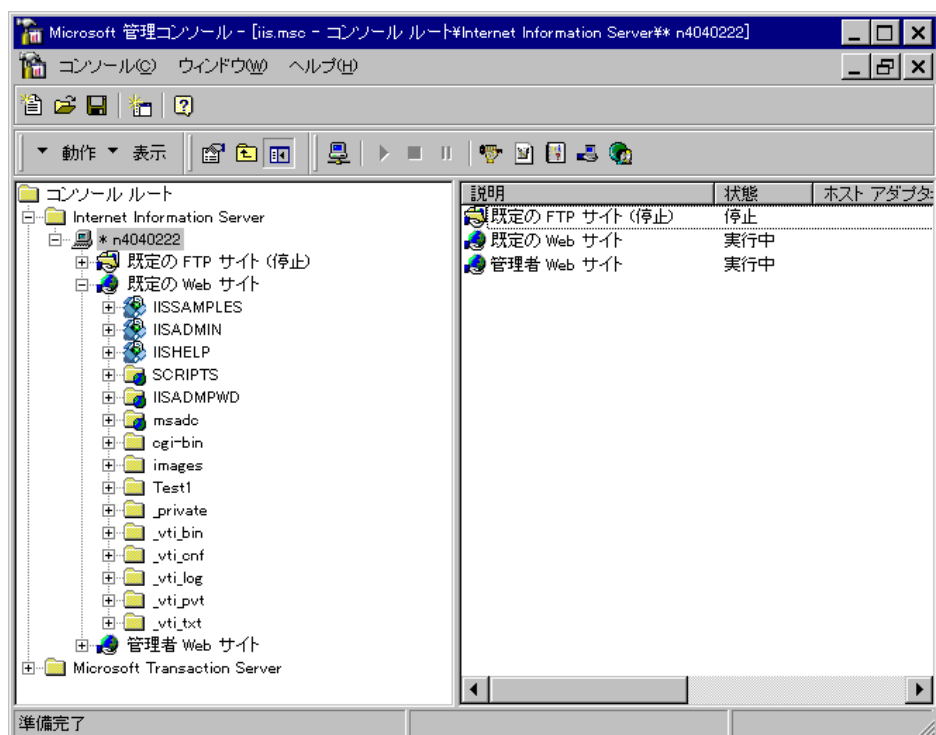 Microsoft 管理コンソール - [iis.msc - コンソール ルート¥Internet Information Server¥* n4040222]
コンソール(C) ウィンドウ(W) ヘルプ(H)
動作 表示
コンソール ルート
Internet Information Server
* n4040222
既定の FTP サイト (停止)
既定の Web サイト
IISSAMPLES
IISADMIN
IISHELP
SCRIPTS
IISADMPWD
msadc
cgi-bin
images
Test1
_private
_vti_bin
_vti_cnf
_vti_log
_vti_pvt
_vti_txt
管理者 Web サイト
Microsoft Transaction Server
説明 状態 ホスト アダプタ:
既定の FTP サイト (停止) 停止
既定の Web サイト 実行中
管理者 Web サイト 実行中
準備完了